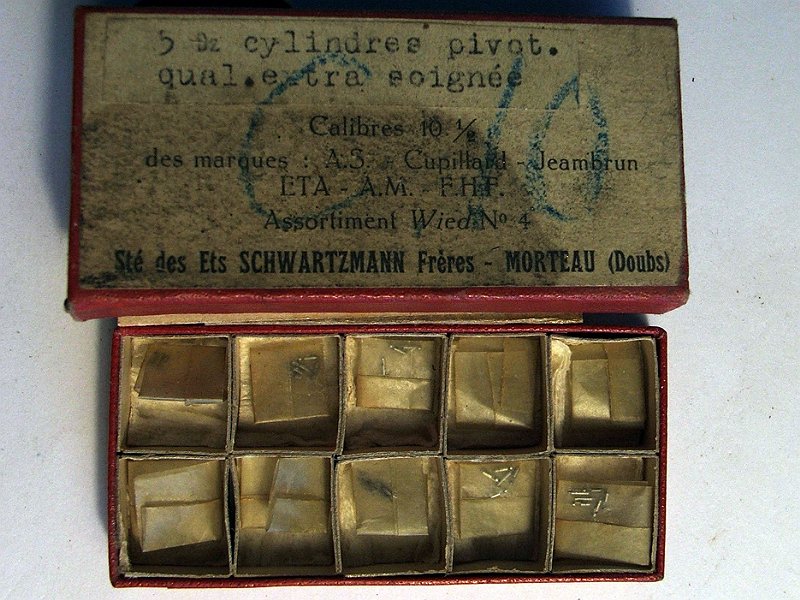 5 Dz cylindres pivot.
qual.extra soignée
Calibres 10 ½
des marques : A.S. - Cupillard - Jeambrun
ETA - A.M. - F.H.F.
Assortiment Wied Nº 4
Sté des Ets SCHWARTZMANN Frères - MORTEAU (Doubs)